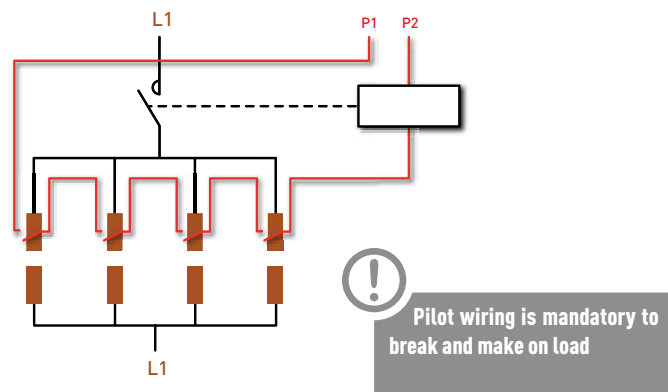 L1
P1
P2
!
Pilot wiring is mandatory to
break and make on load
L1